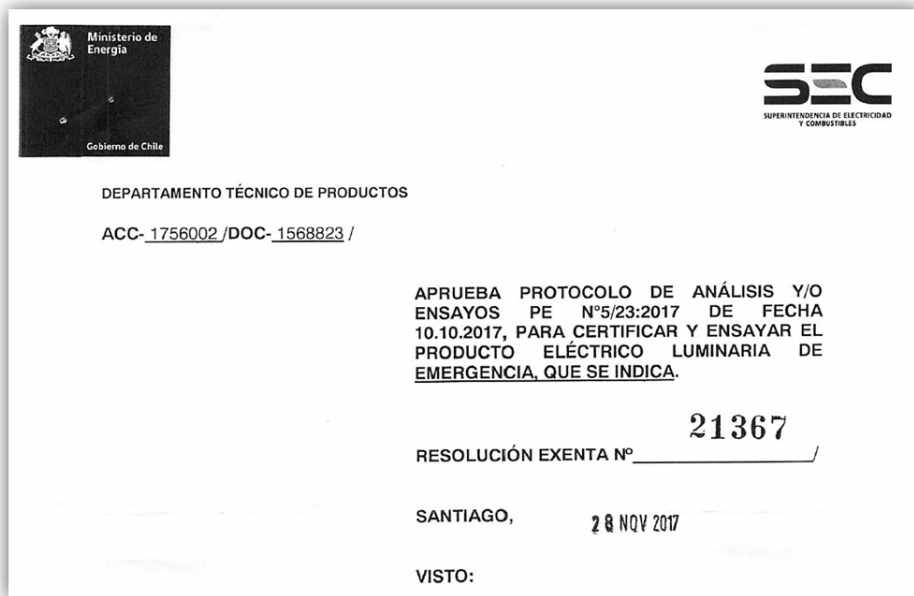 Ministerio de
Energía
Gobierno de Chile
SEC
SUPERINTENDENCIA DE ELECTRICIDAD
Y COMBUSTIBLES
DEPARTAMENTO TÉCNICO DE PRODUCTOS
ACC- 1756002 /DOC- 1568823 /
APRUEBA PROTOCOLO DE ANÁLISIS Y/O
ENSAYOS PE N°5/23:2017 DE FECHA
10.10.2017, PARA CERTIFICAR Y ENSAYAR EL
PRODUCTO ELÉCTRICO LUMINARIA DE
EMERGENCIA, QUE SE INDICA.
21367
RESOLUCIÓN EXENTA Nº /
SANTIAGO, 28 NOV 2017
VISTO: